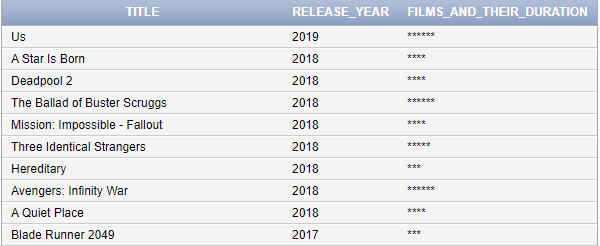 TITLE RELEASE_YEAR FILMS_AND_THEIR_DURATION
Us 2019 ******
A Star Is Born 2018 ****
Deadpool 2 2018 ****
The Ballad of Buster Scruggs 2018 ******
Mission: Impossible - Fallout 2018 ****
Three Identical Strangers 2018 *****
Hereditary 2018 ***
Avengers: Infinity War 2018 ******
A Quiet Place 2018 ****
Blade Runner 2049 2017 ***